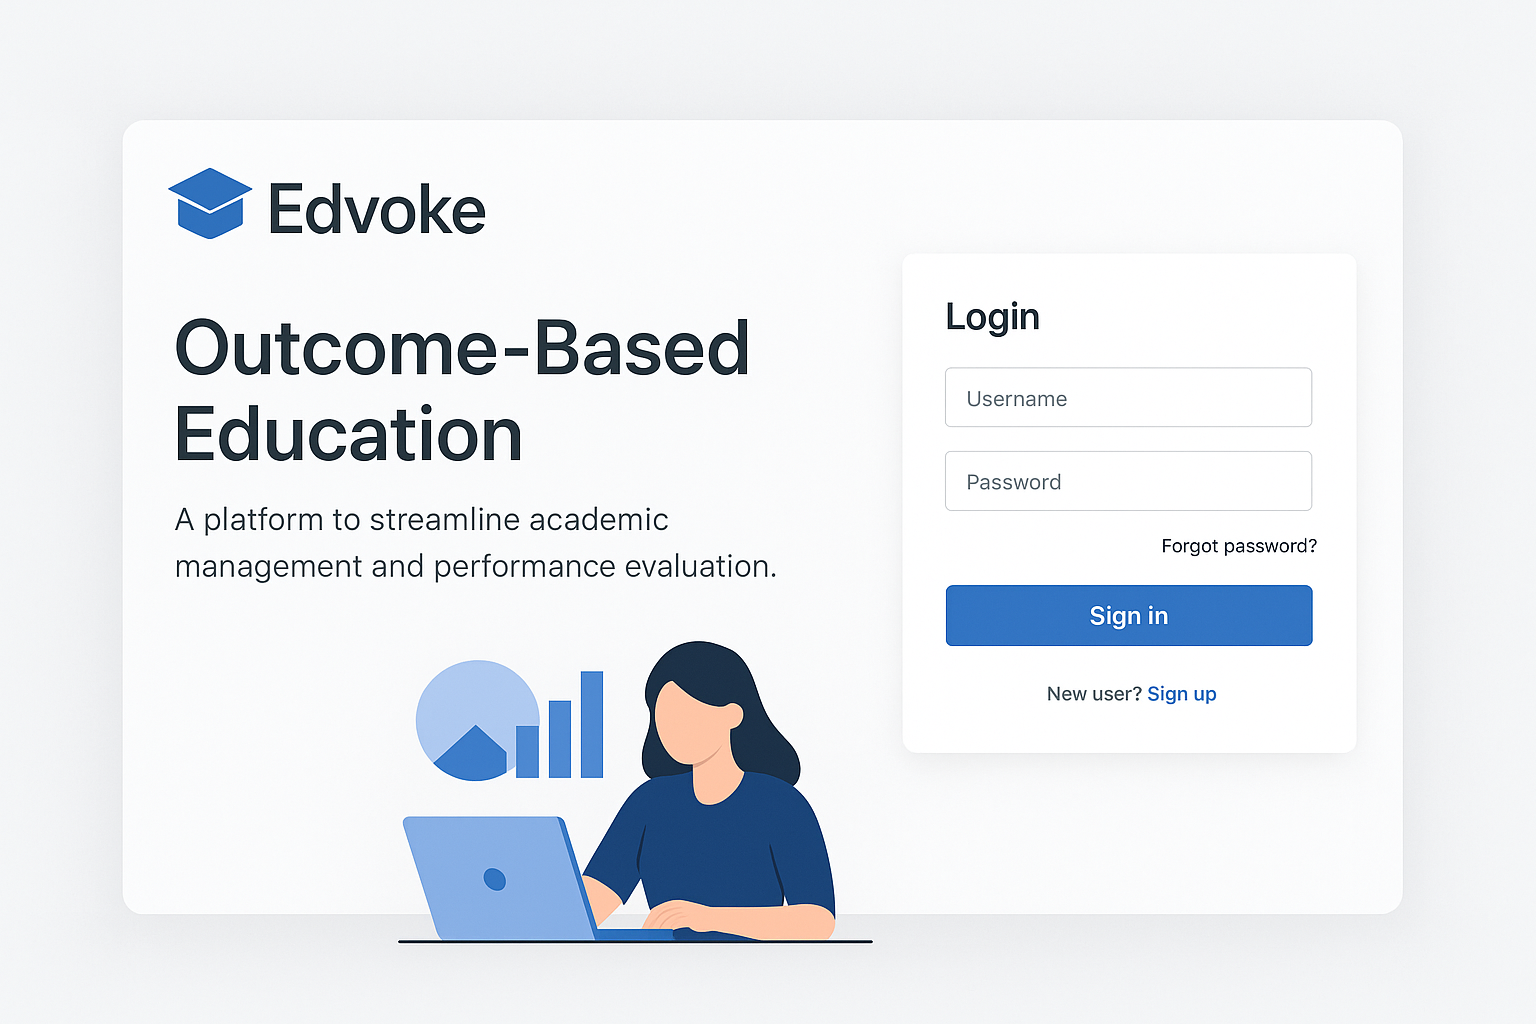 Edvoke
Outcome-Based
Education
A platform to streamline academic
management and performance evaluation.
Login
Username
Password
Forgot password?
Sign in
New user? Sign up